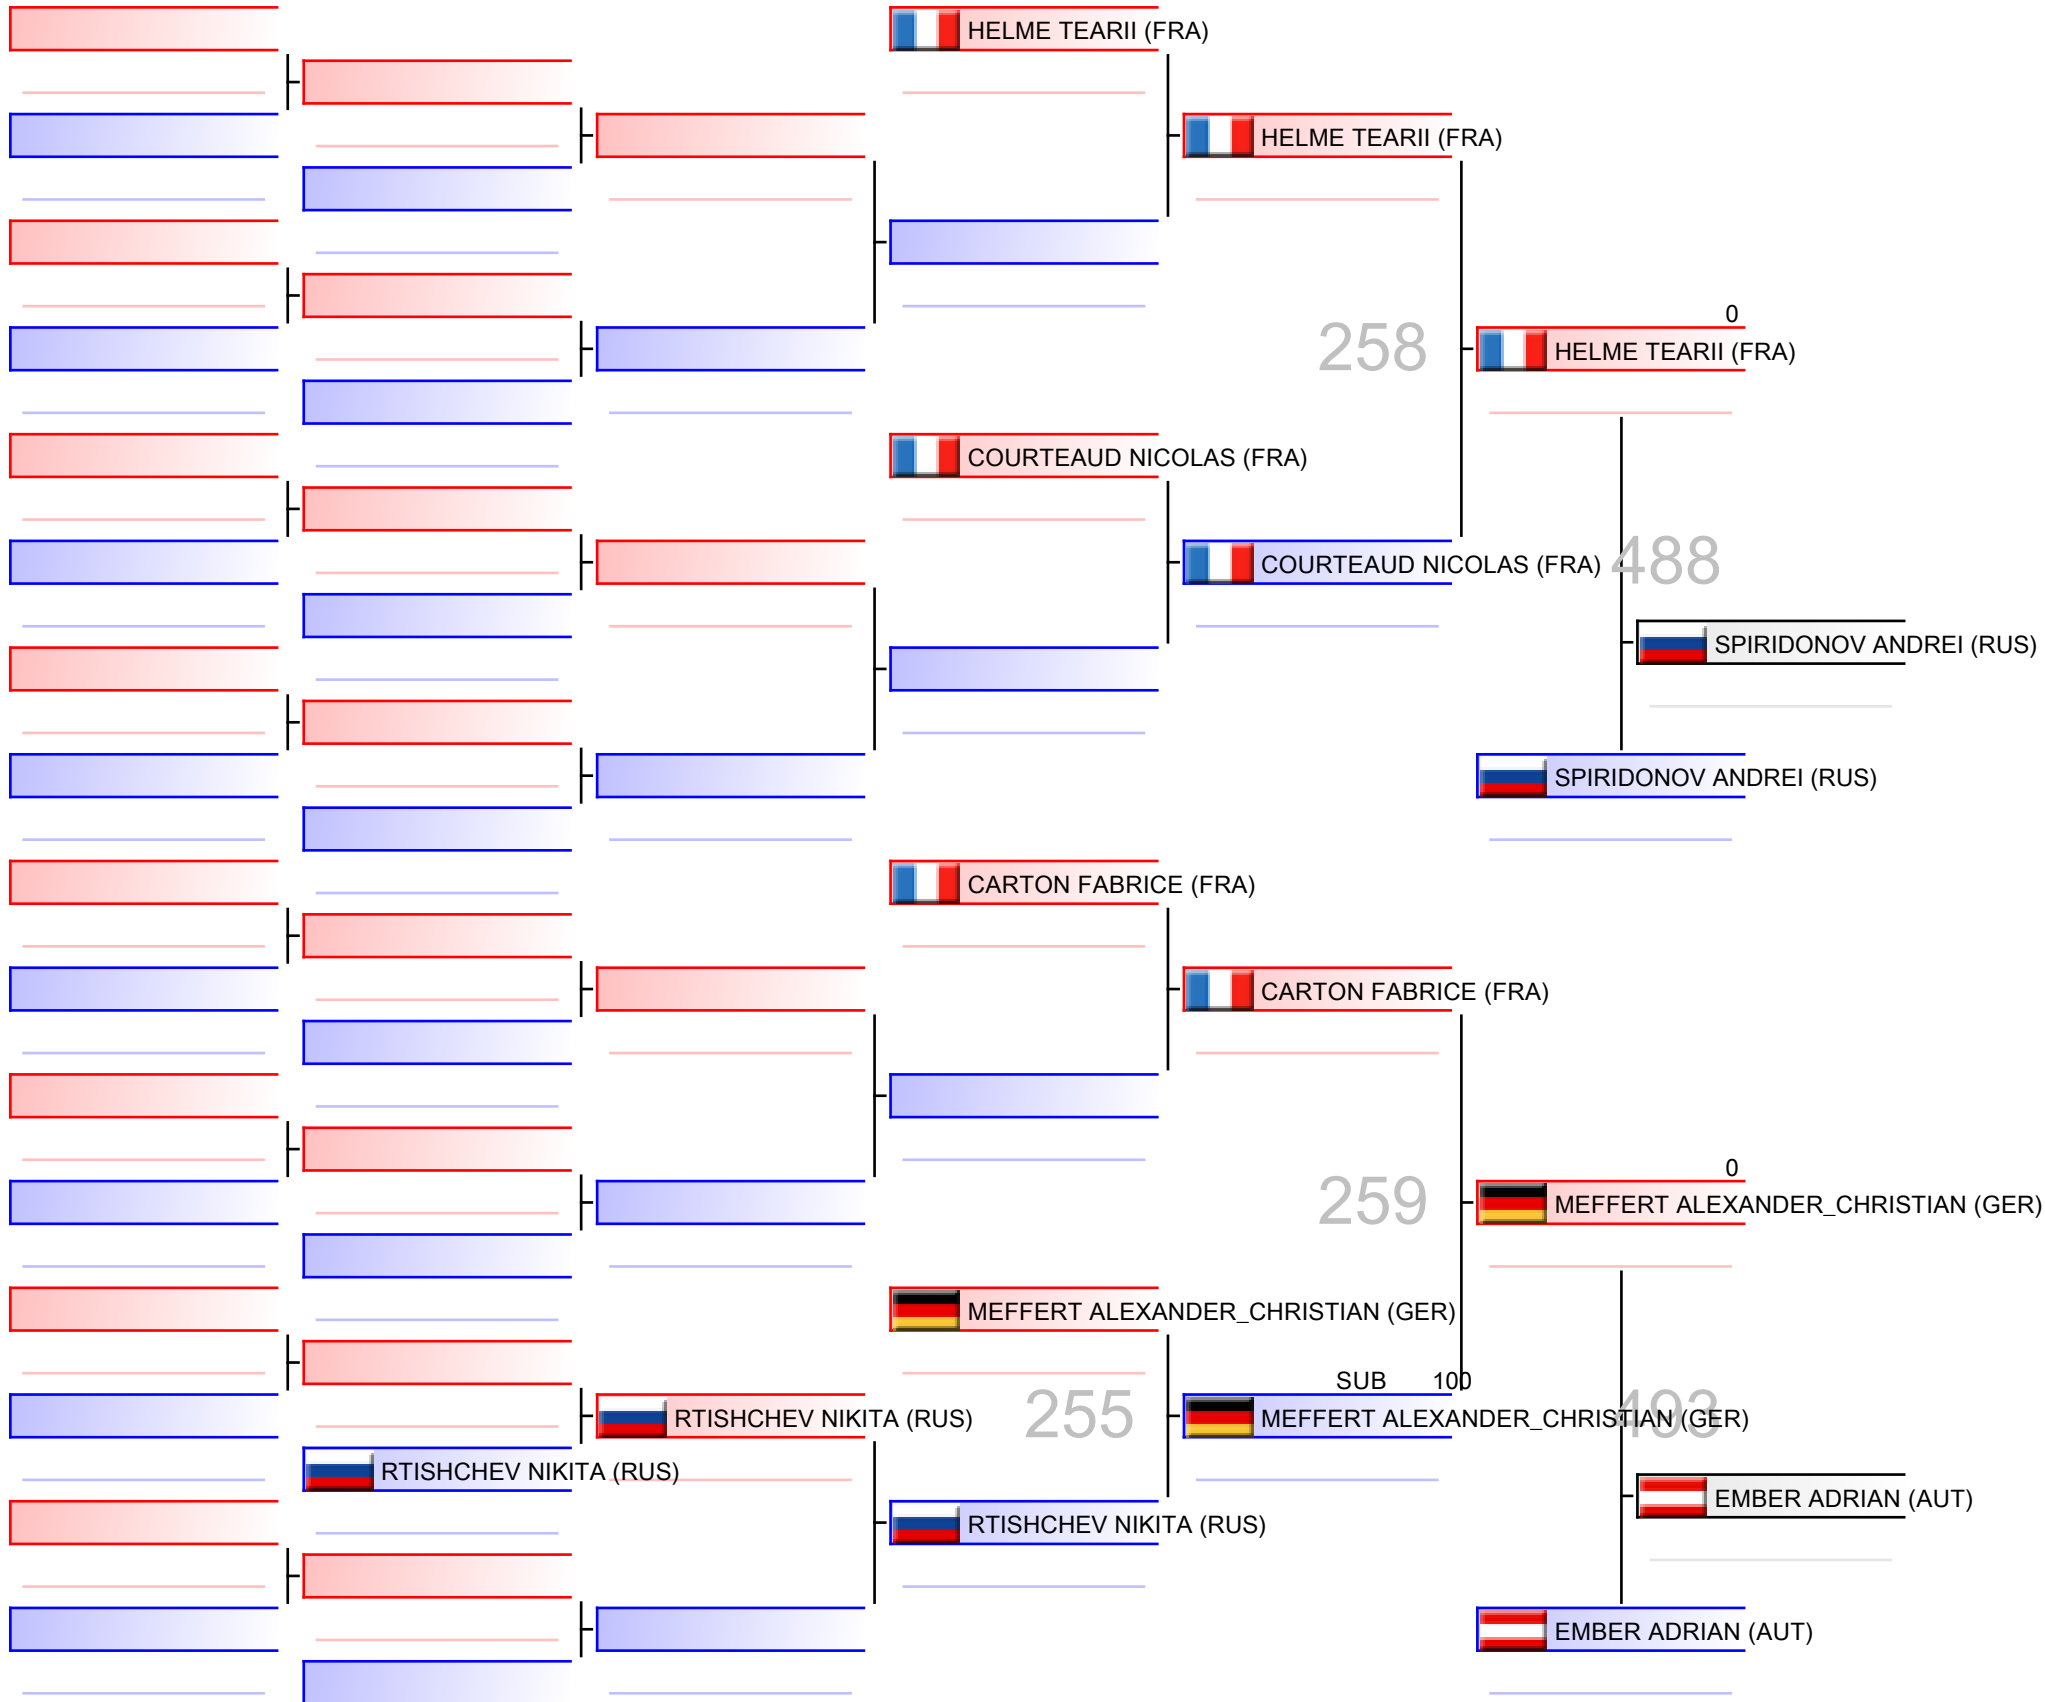 HELME TEARII (FRA)
HELME TEARII (FRA)
0
258
HELME TEARII (FRA)
COURTEAUD NICOLAS (FRA)
COURTEAUD NICOLAS (FRA)
488
SPIRIDONOV ANDREI (RUS)
SPIRIDONOV ANDREI (RUS)
CARTON FABRICE (FRA)
CARTON FABRICE (FRA)
0
259
MEFFERT ALEXANDER_CHRISTIAN (GER)
MEFFERT ALEXANDER_CHRISTIAN (GER)
SUB 100
RTISHCHEV NIKITA (RUS)
255
MEFFERT ALEXANDER_CHRISTIAN (GER)
493
RTISHCHEV NIKITA (RUS)
EMBER ADRIAN (AUT)
RTISHCHEV NIKITA (RUS)
EMBER ADRIAN (AUT)